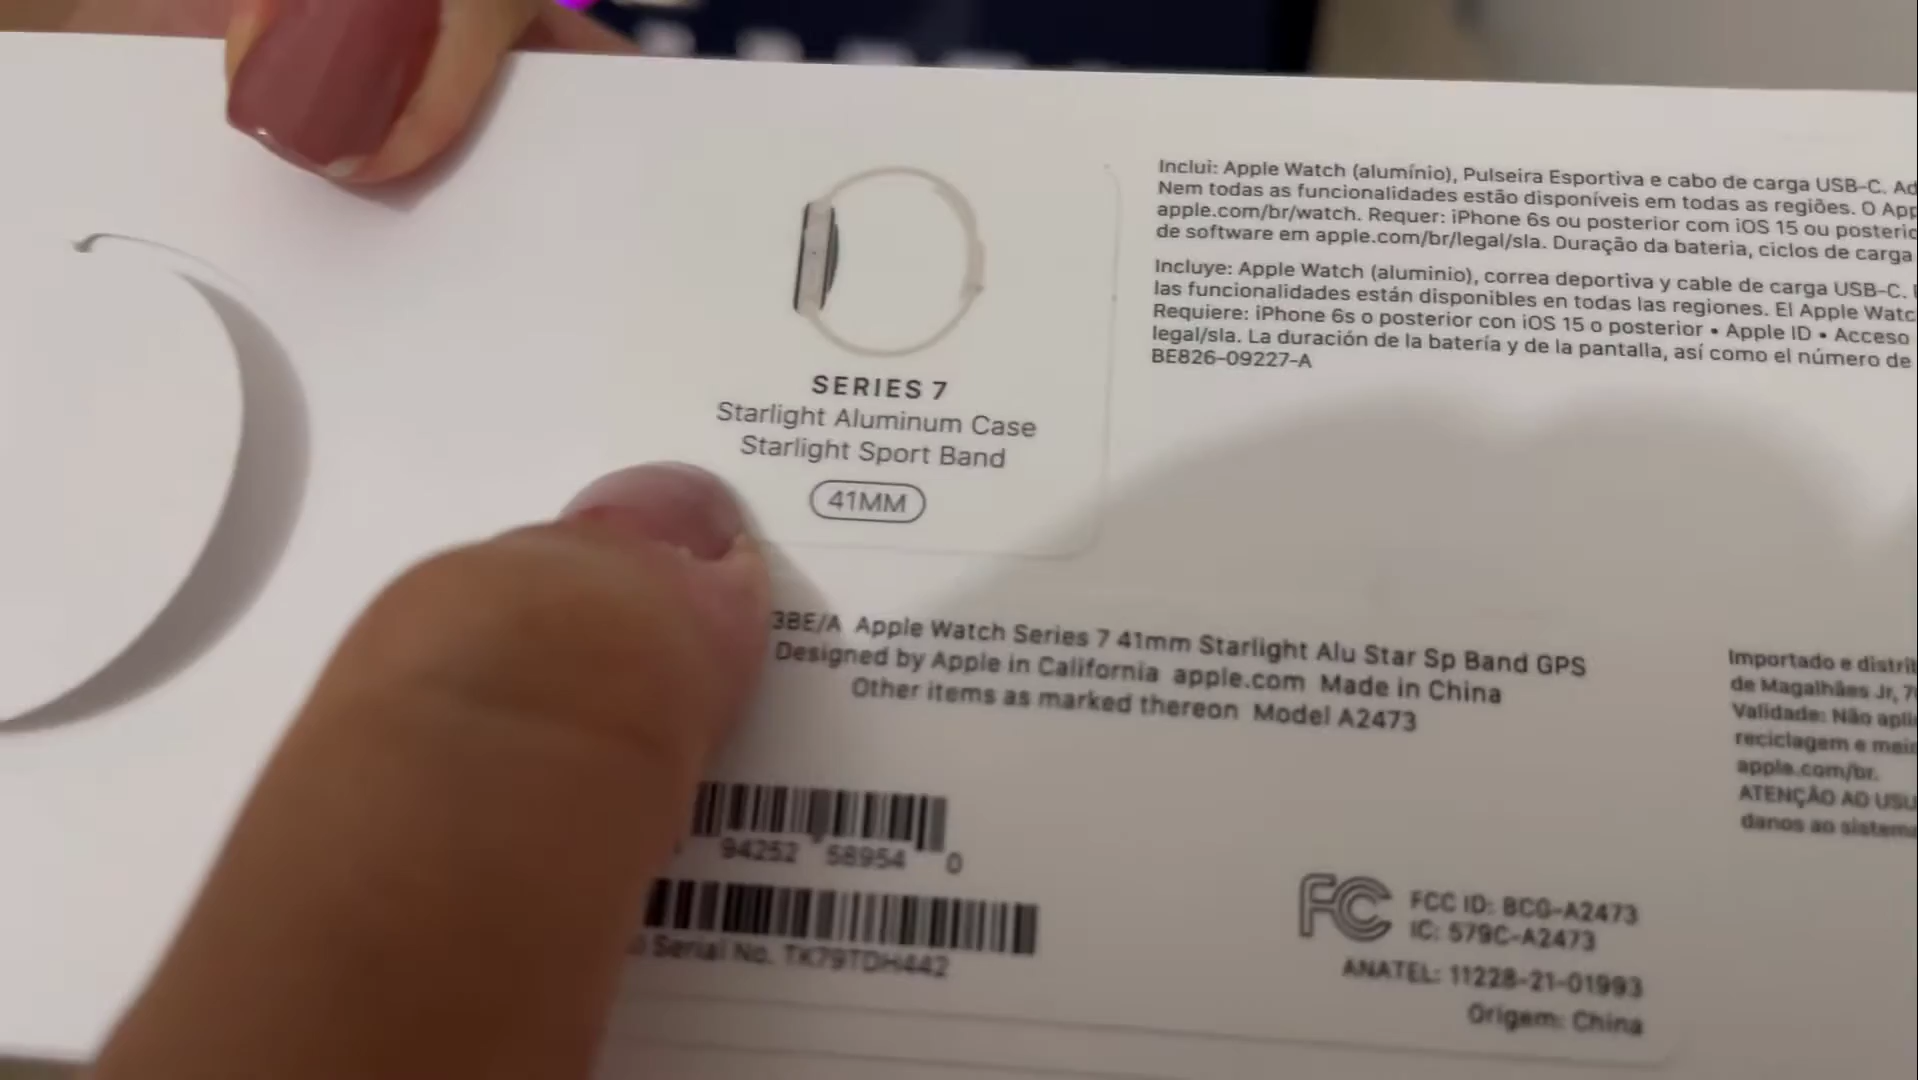 Inclui: Apple Watch (alumínio), Pulseira Esportiva e cabo de carga USB-C.
Nem todas as funcionalidades estão disponíveis em todas as regiões. O
apple.com/br/watch. Requer: iPhone 6s ou posterior com iOS 15 ou
de software em apple.com/br/legal/sla. Duração da bateria, ciclos de carga
Incluye: Apple Watch (aluminio), correa deportiva y cable de carga USB-C.
las funcionalidades están disponibles en todas las regiones. El Apple
Requiere: iPhone 6s o posterior con iOS 15 o posterior • Apple ID • Acceso
legal/sla. La duración de la batería y de la pantalla, así como el número de
BE826-09227-A
SERIES 7
Starlight Aluminum Case
Starlight Sport Band
41MM
3BE/A Apple Watch Series 7 41mm Starlight Alu Star Sp Band GPS
Designed by Apple in California apple.com Made in China
Other items as marked thereon Model A2473
94252 58954 0
Serial No. TK79TDH442
FCC ID: BCG-A2473
IC: 579C-A2473
ANATEL: 11228-21-01993
Origem: China
Importado e
de Magalhães Jr,
Validade: Não
reciclagem e
apple.com/br.
ATENÇÃO AO
danos ao